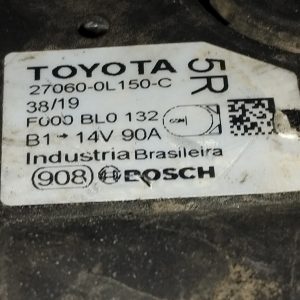 TOYOTA 5R
27060-0L150-C
38/19
F000 BL0 132
B1→ 14V 90A
Industria Brasileira
908 BOSCH